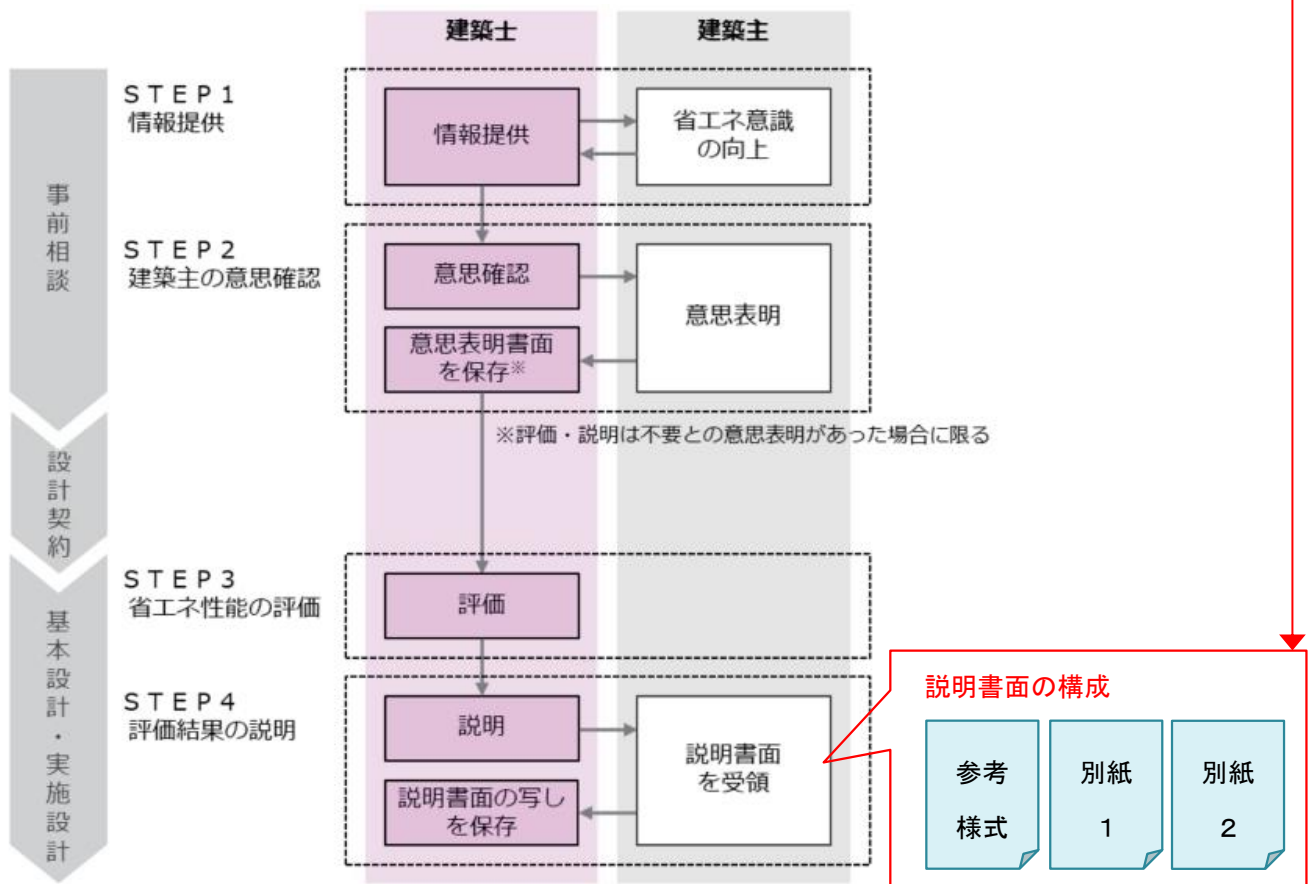 建築士
建築主
事前相談
設計契約
基本設計・実施設計
ＳＴＥＰ１
情報提供
情報提供
省エネ意識
の向上
ＳＴＥＰ２
建築主の意思確認
意思確認
意思表明
意思表明書面
を保存※
※評価・説明は不要との意思表明があった場合に限る
ＳＴＥＰ３
省エネ性能の評価
評価
ＳＴＥＰ４
評価結果の説明
説明
説明書面
を受領
説明書面の写し
を保存
説明書面の構成
参考
様式
別紙
１
別紙
２